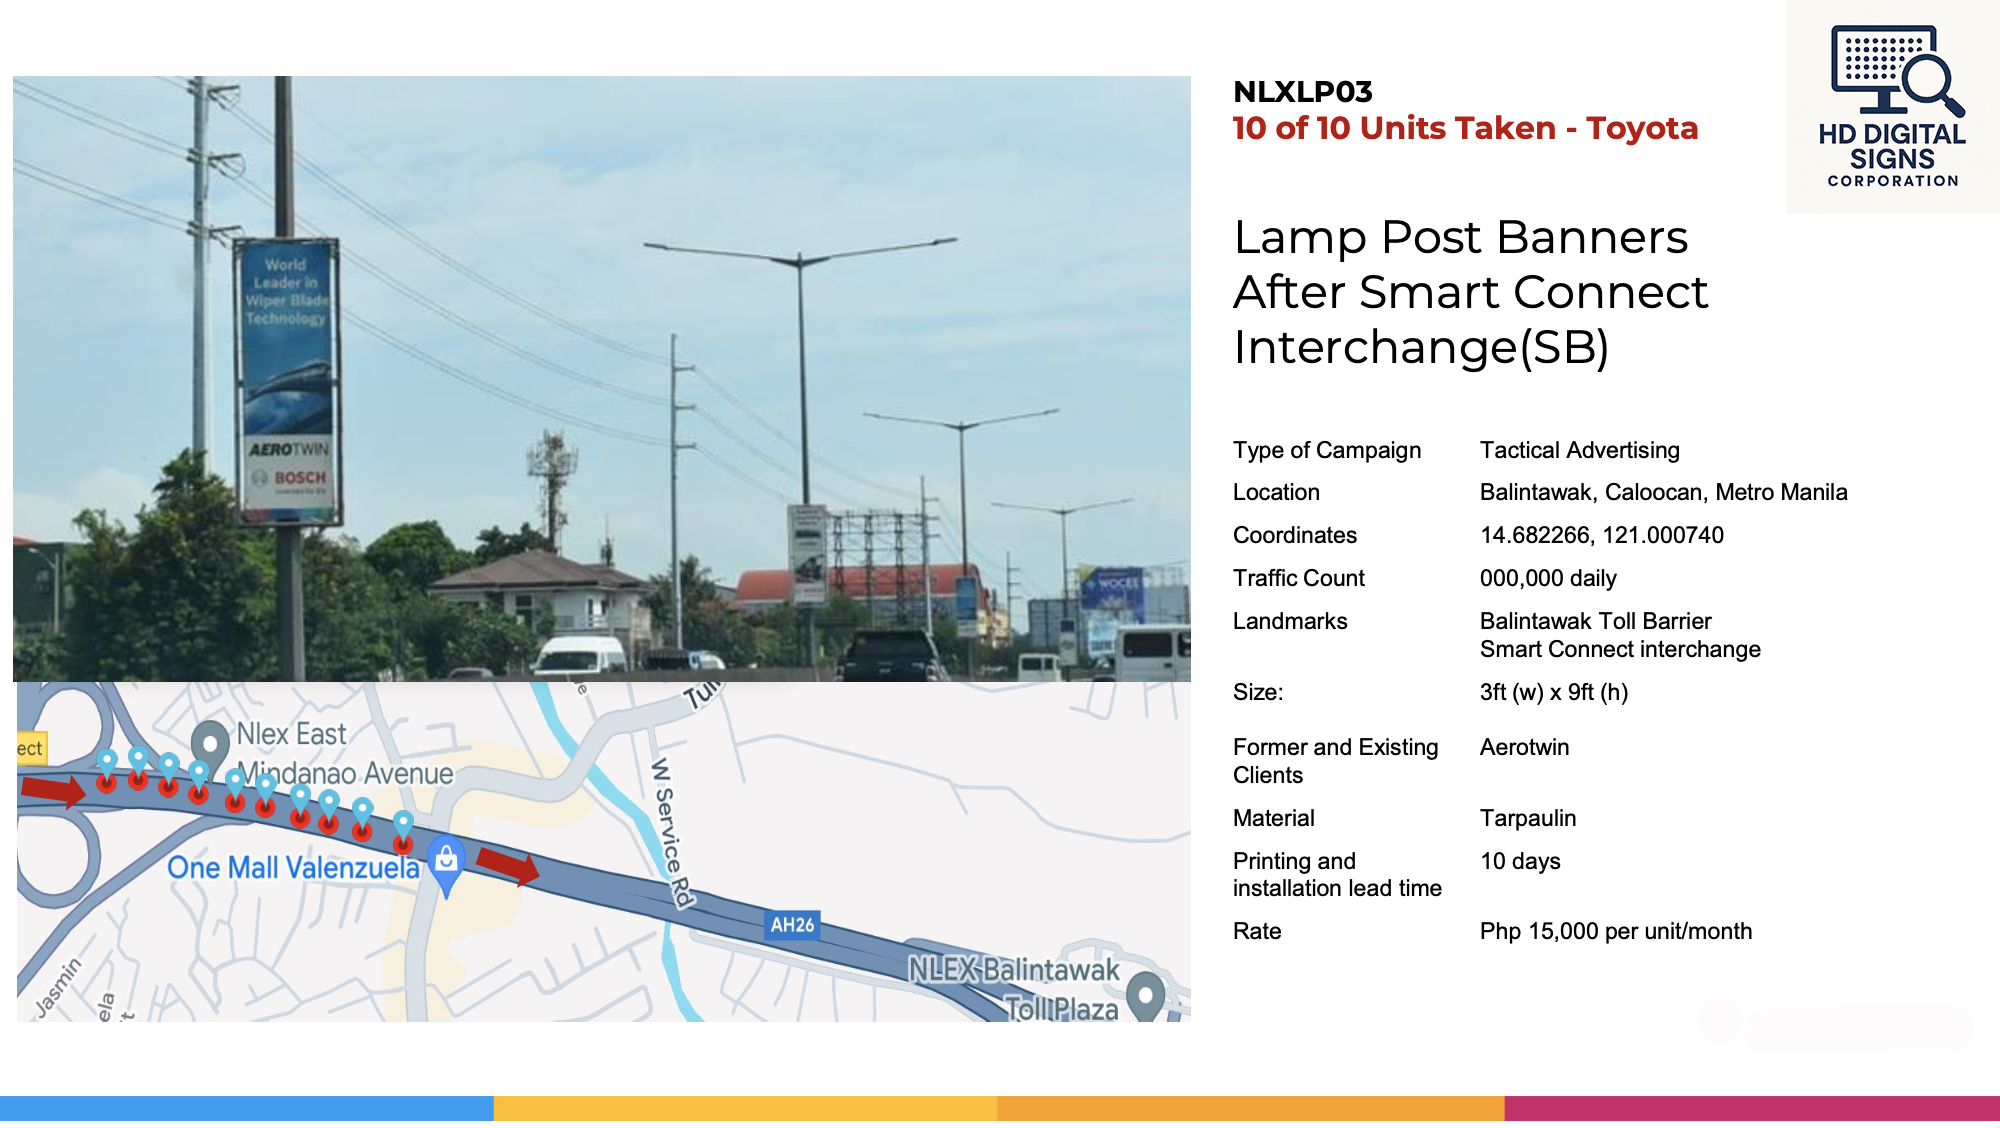 NLXLP03
10 of 10 Units Taken - Toyota
HD DIGITAL
SIGNS
CORPORATION
Lamp Post Banners
After Smart Connect
Interchange(SB)
Type of Campaign Tactical Advertising
Location Balintawak, Caloocan, Metro Manila
Coordinates 14.682266, 121.000740
Traffic Count 000,000 daily
Landmarks Balintawak Toll Barrier
Smart Connect interchange
Size: 3ft (w) x 9ft (h)
Former and Existing Aerotwin
Clients
Material Tarpaulin
Printing and 10 days
installation lead time
Rate Php 15,000 per unit/month
World
Leader in
Wiper Blade
Technology
AEROTWIN
BOSCH
WOCEE
ect
Nlex East
Mindanao Avenue
One Mall Valenzuela
W Service Rd
AH26
NLEX Balintawak
Toll Plaza
Jasmin
ela